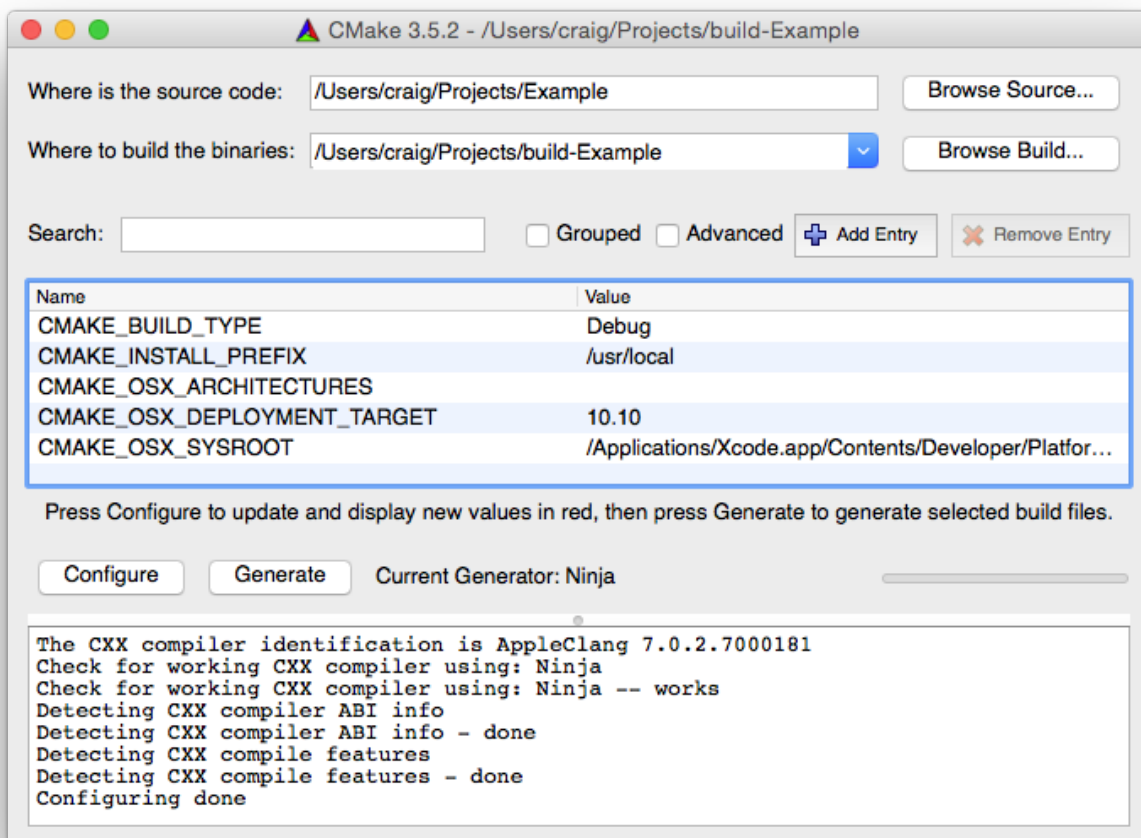 CMake 3.5.2 - /Users/craig/Projects/build-Example
Where is the source code: /Users/craig/Projects/Example Browse Source...
Where to build the binaries: /Users/craig/Projects/build-Example Browse Build...
Search: Grouped Advanced Add Entry Remove Entry
Name Value
CMAKE_BUILD_TYPE Debug
CMAKE_INSTALL_PREFIX /usr/local
CMAKE_OSX_ARCHITECTURES
CMAKE_OSX_DEPLOYMENT_TARGET 10.10
CMAKE_OSX_SYSROOT /Applications/Xcode.app/Contents/Developer/Platfor...
Press Configure to update and display new values in red, then press Generate to generate selected build files.
Configure Generate Current Generator: Ninja
The CXX compiler identification is AppleClang 7.0.2.7000181
Check for working CXX compiler using: Ninja
Check for working CXX compiler using: Ninja -- works
Detecting CXX compiler ABI info
Detecting CXX compiler ABI info - done
Detecting CXX compile features
Detecting CXX compile features - done
Configuring done